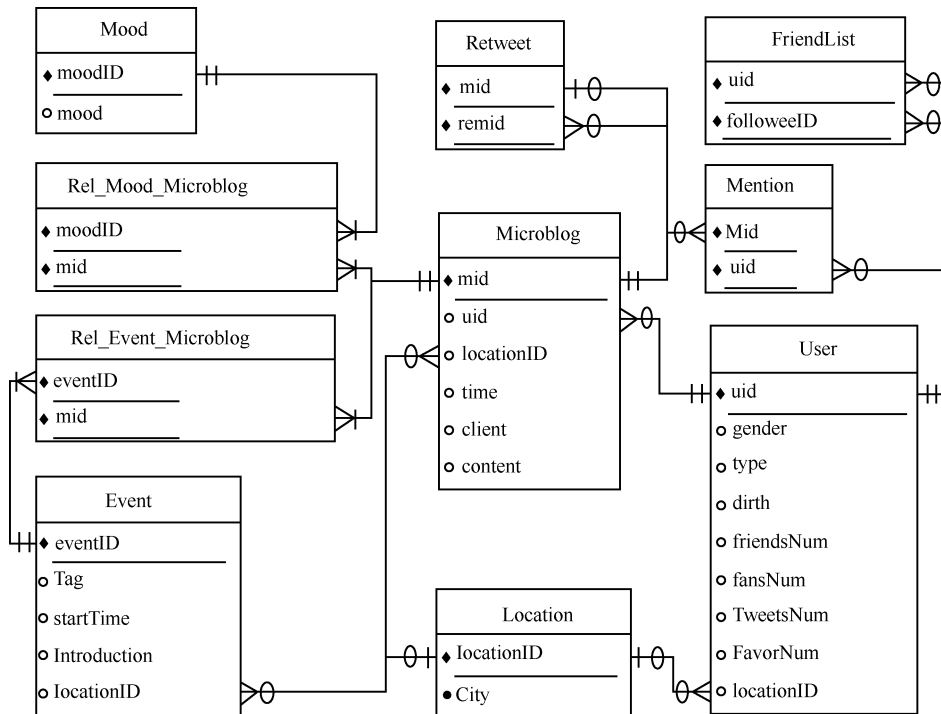 Mood
moodID
mood
Rel_Mood_Microblog
moodID
mid
Rel_Event_Microblog
eventID
mid
Event
eventID
Tag
startTime
Introduction
IocationID
Retweet
mid
remid
Microblog
mid
uid
locationID
time
client
content
Location
IocationID
City
FriendList
uid
followeeID
Mention
Mid
uid
User
uid
gender
type
dirth
friendsNum
fansNum
TweetsNum
FavorNum
locationID